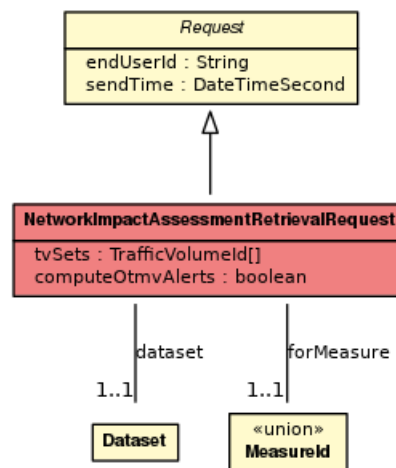 Request
endUserId : String
sendTime : DateTimeSecond
NetworkImpactAssessmentRetrievalRequest
tvSets : TrafficVolumeId[]
computeOtmvAlerts : boolean
dataset
forMeasure
1..1
1..1
Dataset
«union»
MeasureId